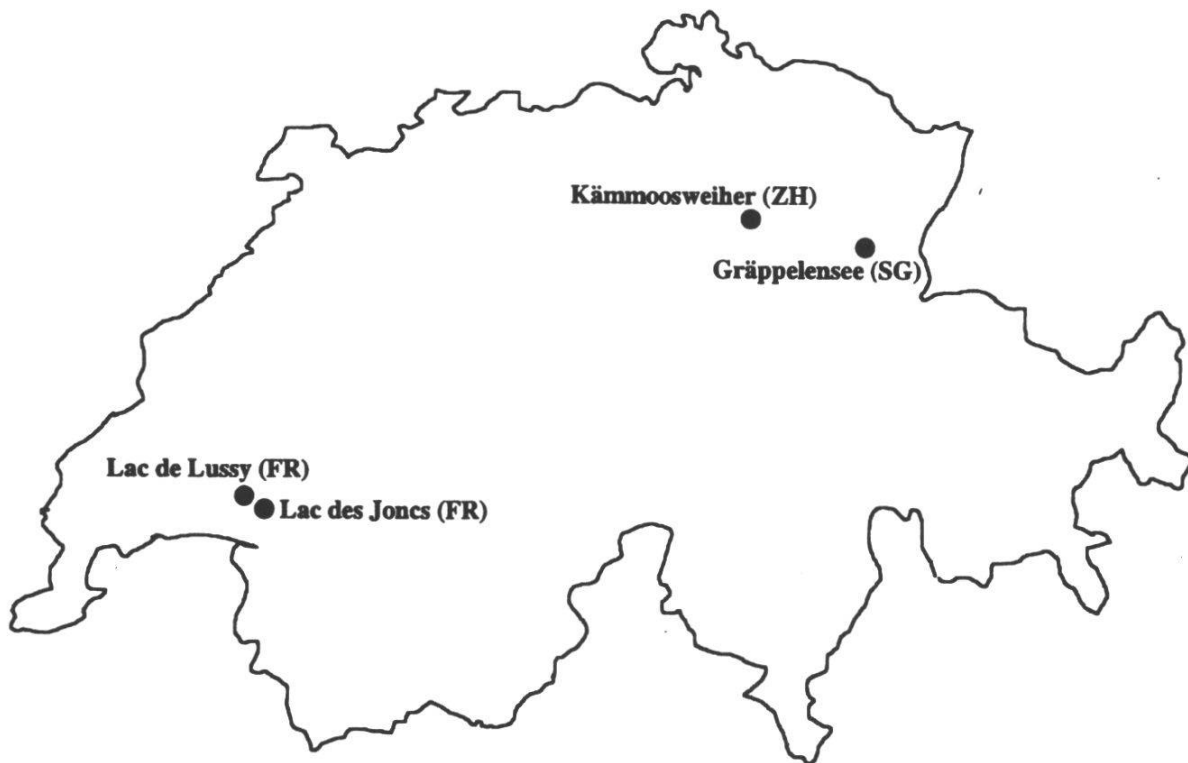 Kämmoosweiher (ZH)
Gräppelensee (SG)
Lac de Lussy (FR)
Lac des Joncs (FR)